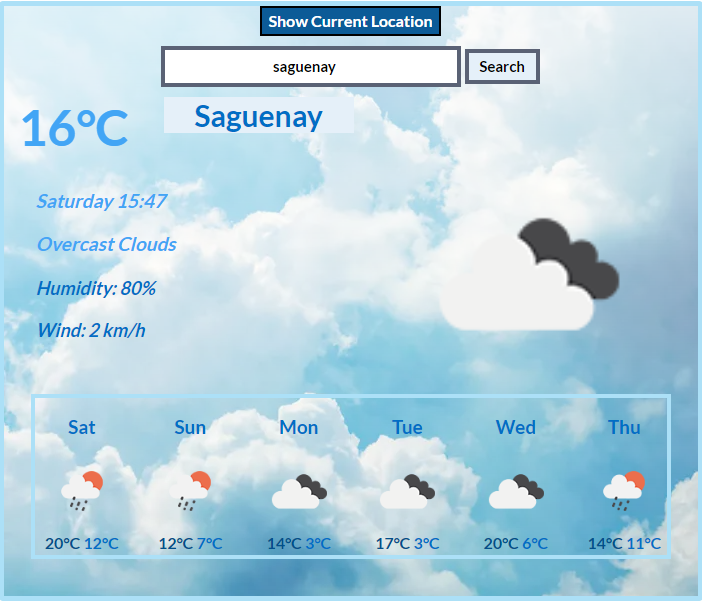 Show Current Location
saguenay Search
16°C Saguenay
Saturday 15:47
Overcast Clouds
Humidity: 80%
Wind: 2 km/h
Sat Sun Mon Tue Wed Thu
20°C 12°C 12°C 7°C 14°C 3°C 17°C 3°C 20°C 6°C 14°C 11°C